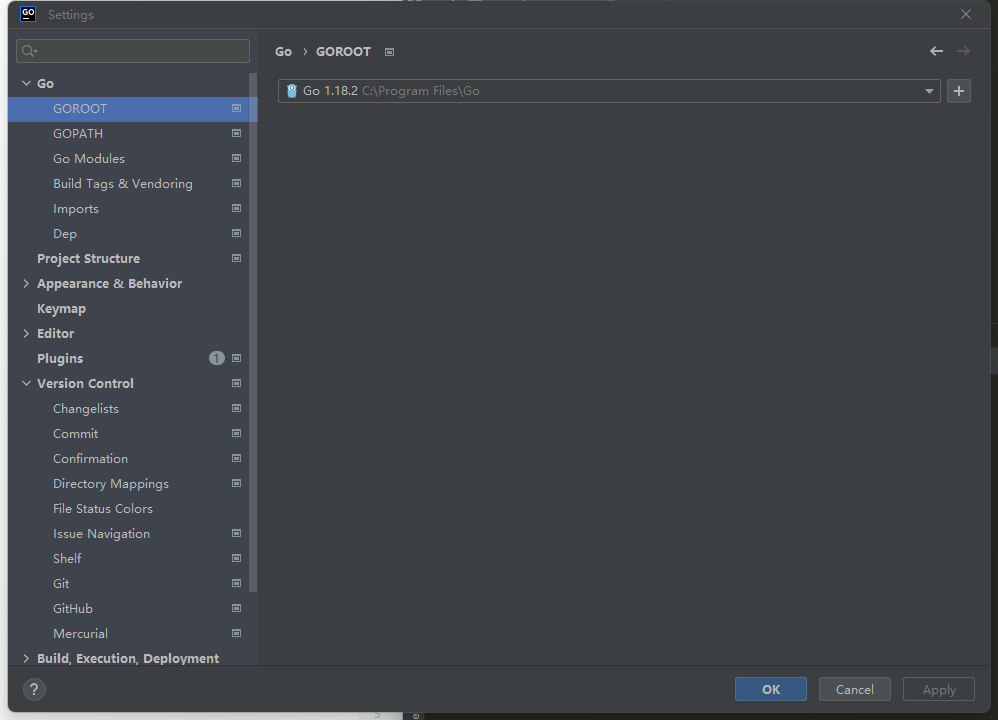 GO Settings
Go › GOROOT
Go 1.18.2 C:\Program Files\Go
+
Go
GOROOT
GOPATH
Go Modules
Build Tags & Vendoring
Imports
Dep
Project Structure
Appearance & Behavior
Keymap
Editor
Plugins 1
Version Control
Changelists
Commit
Confirmation
Directory Mappings
File Status Colors
Issue Navigation
Shelf
Git
GitHub
Mercurial
Build, Execution, Deployment
? OK Cancel Apply
5